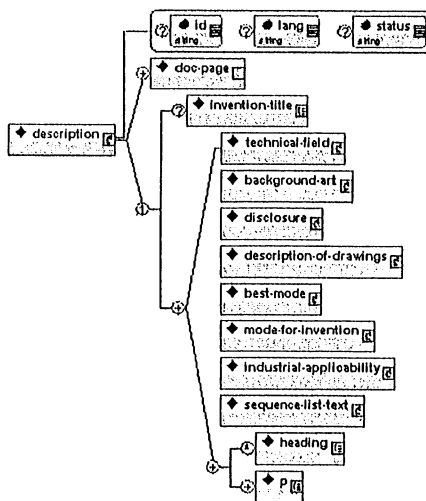 id lang status
string string string
doc-page
invention-title
description
technical-field
background-art
disclosure
description-of-drawings
best-mode
mode-for-invention
industrial-applicability
sequence-list-text
heading
p